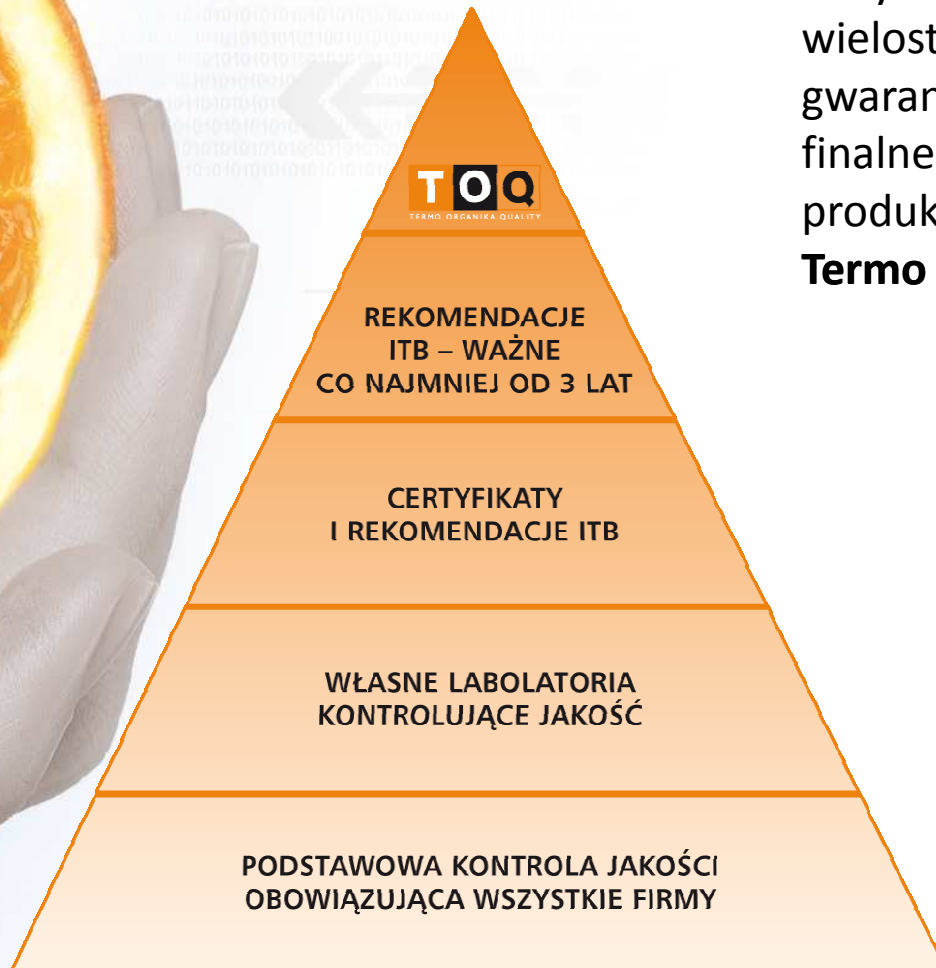 TOQ
TERMO ORGANIKA QUALITY
REKOMENDACJE
ITB – WAŻNE
CO NAJMNIEJ OD 3 LAT
CERTYFIKATY
I REKOMENDACJE ITB
WŁASNE LABOLATORIA
KONTROLUJĄCE JAKOŚĆ
PODSTAWOWA KONTROLA JAKOŚCI
OBOWIĄZUJĄCA WSZYSTKIE FIRMY
wielost
gwaran
finalne
produk
Termo